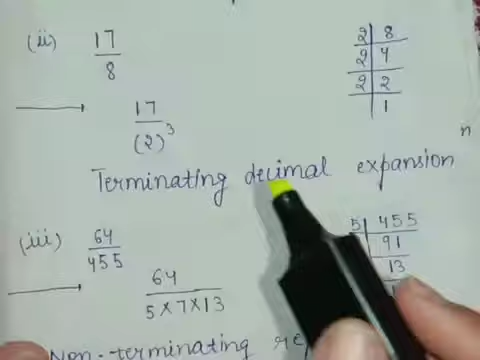 (ii) 17/8
2 | 8
2 | 4
2 | 2
1
17/(2)³
n
Terminating decimal expansion
(iii) 64/455
5 | 455
91
13
64/5×7×13
Non-terminating